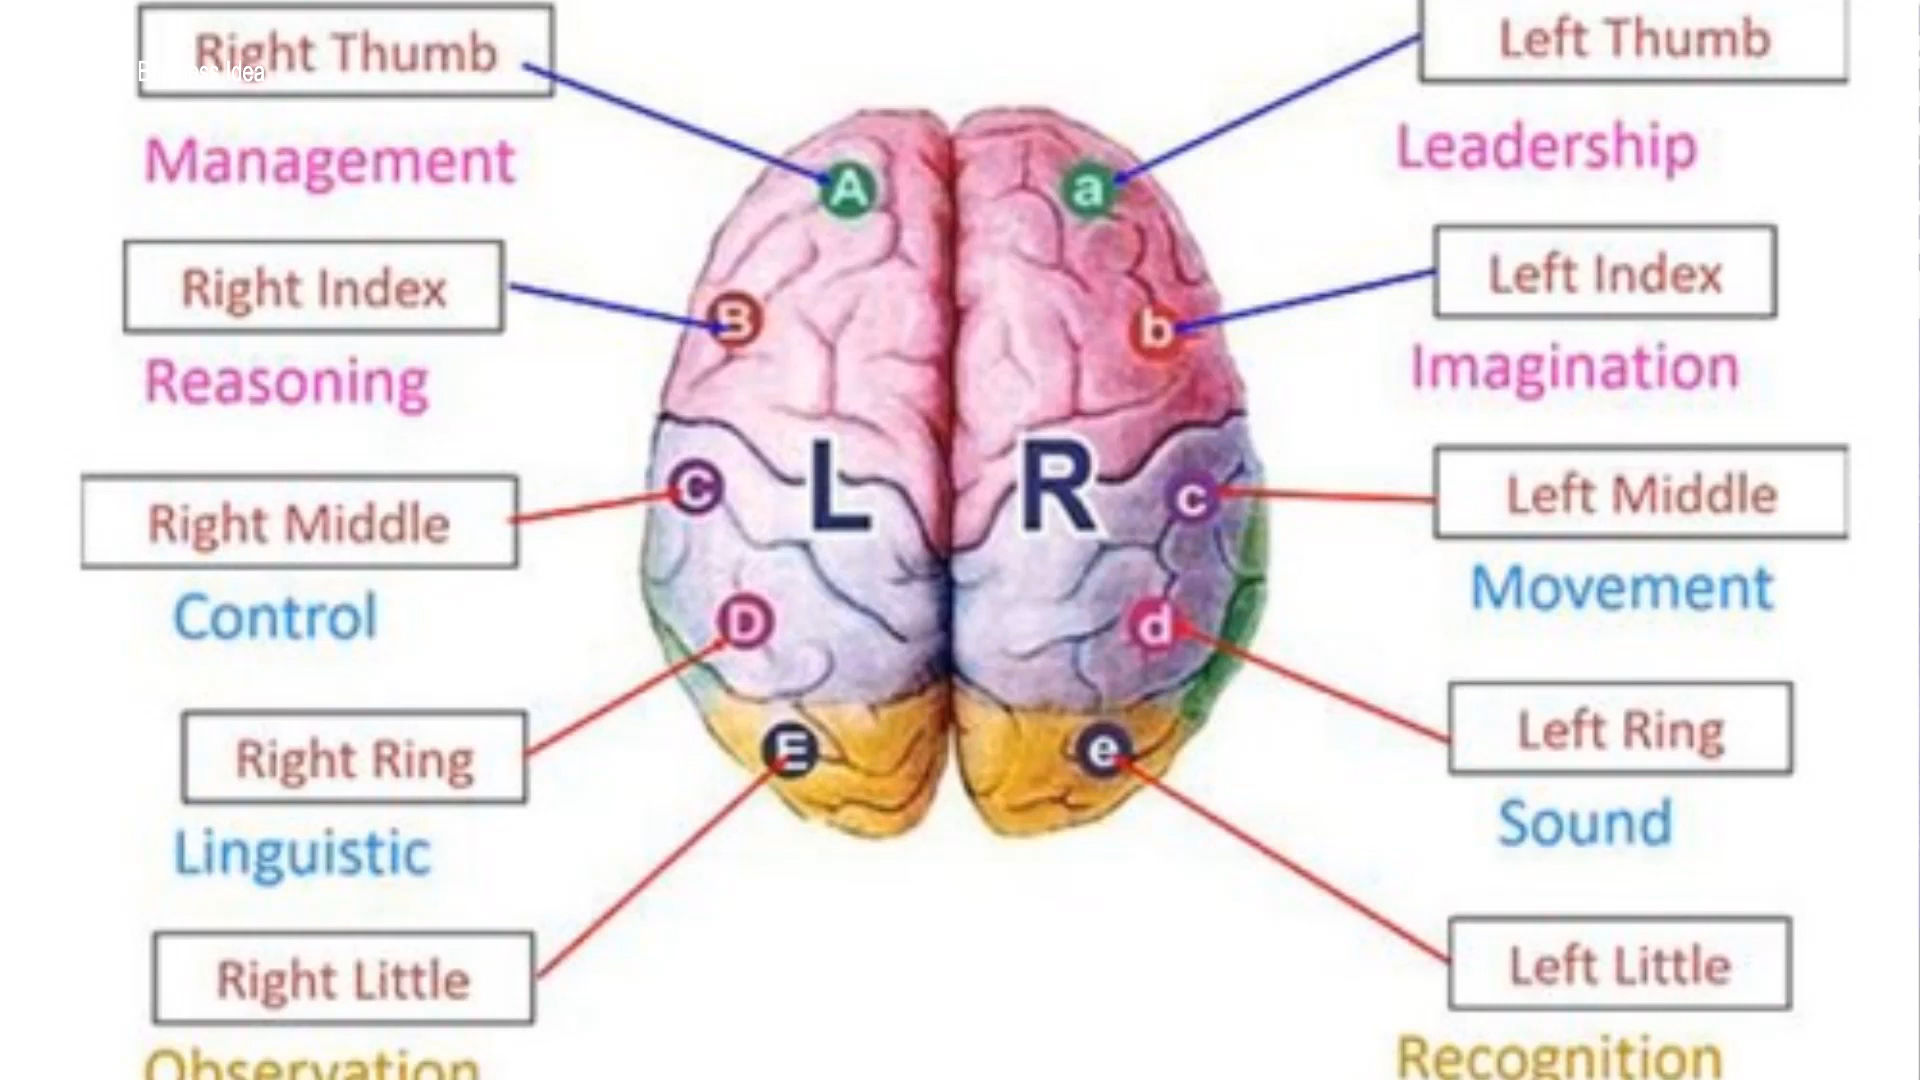 Right Thumb
Management
Right Index
Reasoning
Right Middle
Control
Right Ring
Linguistic
Right Little
Observation
A
B
C
D
E
L
R
a
b
c
d
e
Left Thumb
Leadership
Left Index
Imagination
Left Middle
Movement
Left Ring
Sound
Left Little
Recognition
Idea